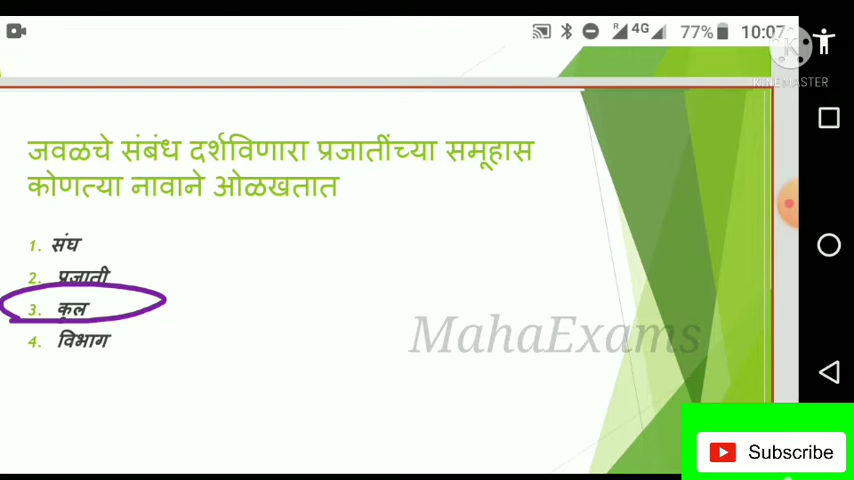 R 4G 77% 10:07
K
KINEMASTER
जवळचे संबंध दर्शविणारा प्रजातींच्या समूहास
कोणत्या नावाने ओळखतात
1. संघ
2. प्रजाती
3. कूल
4. विभाग
MahaExams
Subscribe